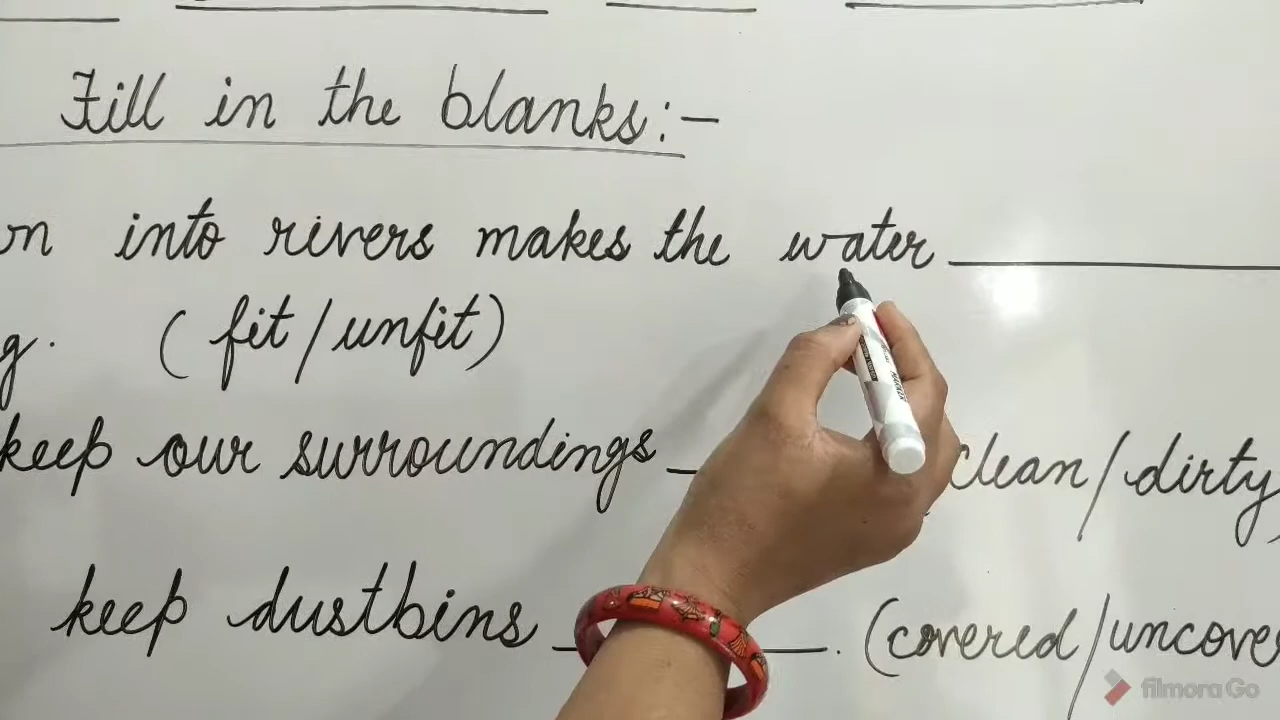 Fill in the blanks:-
into rivers makes the water
(fit/unfit)
keep our surroundings clean/dirty
keep dustbins . (covered/uncove
filmora Go